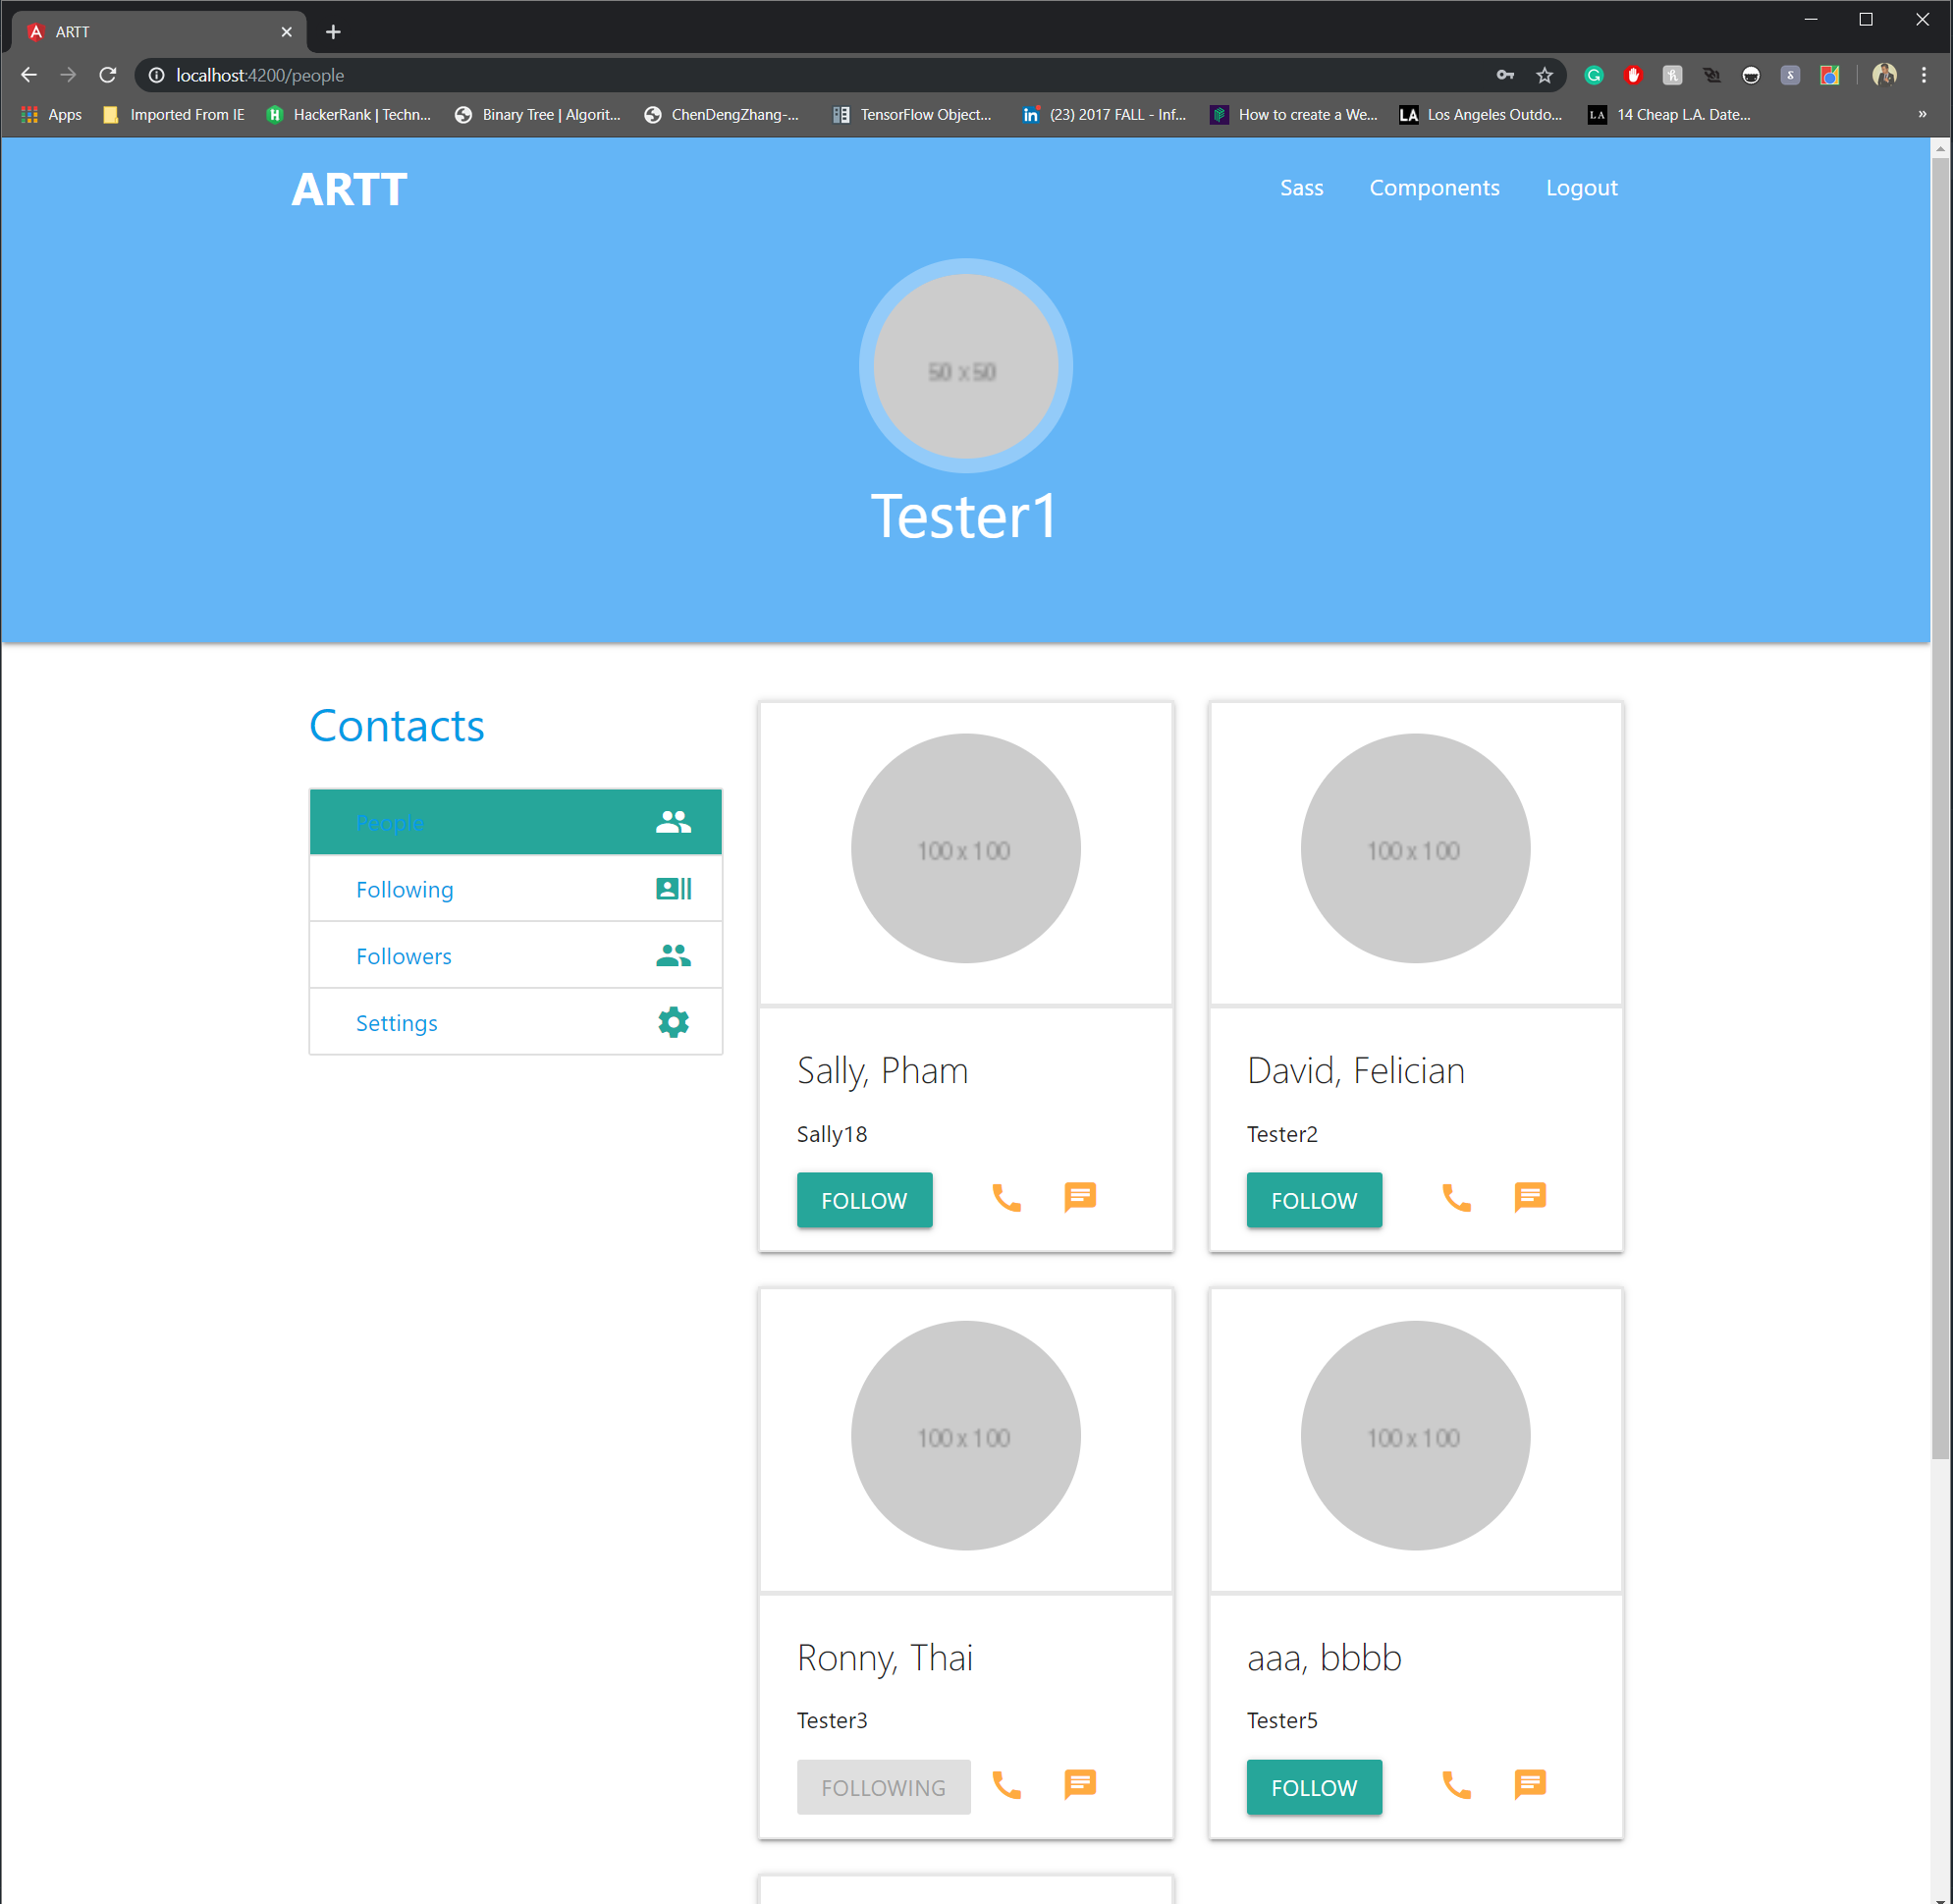 ARTT
localhost:4200/people
Apps
Imported From IE
HackerRank | Techn...
Binary Tree | Algorit...
ChenDengZhang-...
TensorFlow Object...
(23) 2017 FALL - Inf...
LA
How to create a We...
Los Angeles Outdo...
LA
14 Cheap L.A. Date...
»
ARTT
Sass
Components
Logout
50 x 50
Tester1
Contacts
People
Following
Followers
Settings
100 x 100
Sally, Pham
Sally18
FOLLOW
100 x 100
David, Felician
Tester2
FOLLOW
100 x 100
Ronny, Thai
Tester3
FOLLOWING
100 x 100
aaa, bbbb
Tester5
FOLLOW